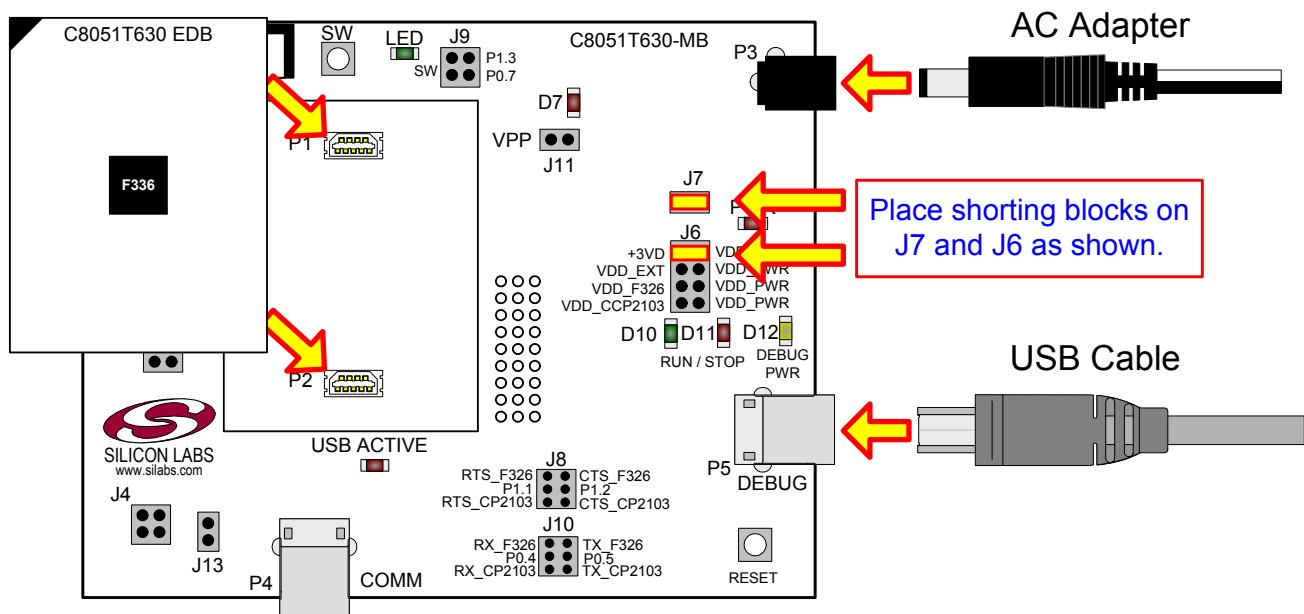 C8051T630 EDB
F336
SW
LED
J9
SW
P1.3
P0.7
C8051T630-MB
P3
AC Adapter
D7
VPP
J11
P1
J7
Place shorting blocks on
J7 and J6 as shown.
J6
+3VD
VDD_EXT VDD_PWR
VDD_F326 VDD_PWR
VDD_CCP2103 VDD_PWR
D10
D11
D12
RUN / STOP
DEBUG
PWR
USB Cable
P2
SILICON LABS
www.silabs.com
USB ACTIVE
P5
DEBUG
J8
RTS_F326 CTS_F326
P1.1 P1.2
RTS_CP2103 CTS_CP2103
J4
J13
J10
RX_F326 TX_F326
P0.4 P0.5
RX_CP2103 TX_CP2103
P4
COMM
RESET